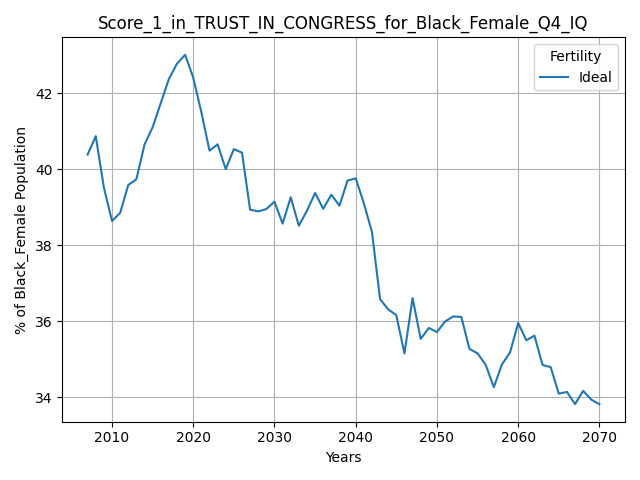 Score_1_in_TRUST_IN_CONGRESS_for_Black_Female_Q4_IQ
Fertility
Ideal
% of Black_Female Population
42
40
38
36
34
2010 2020 2030 2040 2050 2060 2070
Years